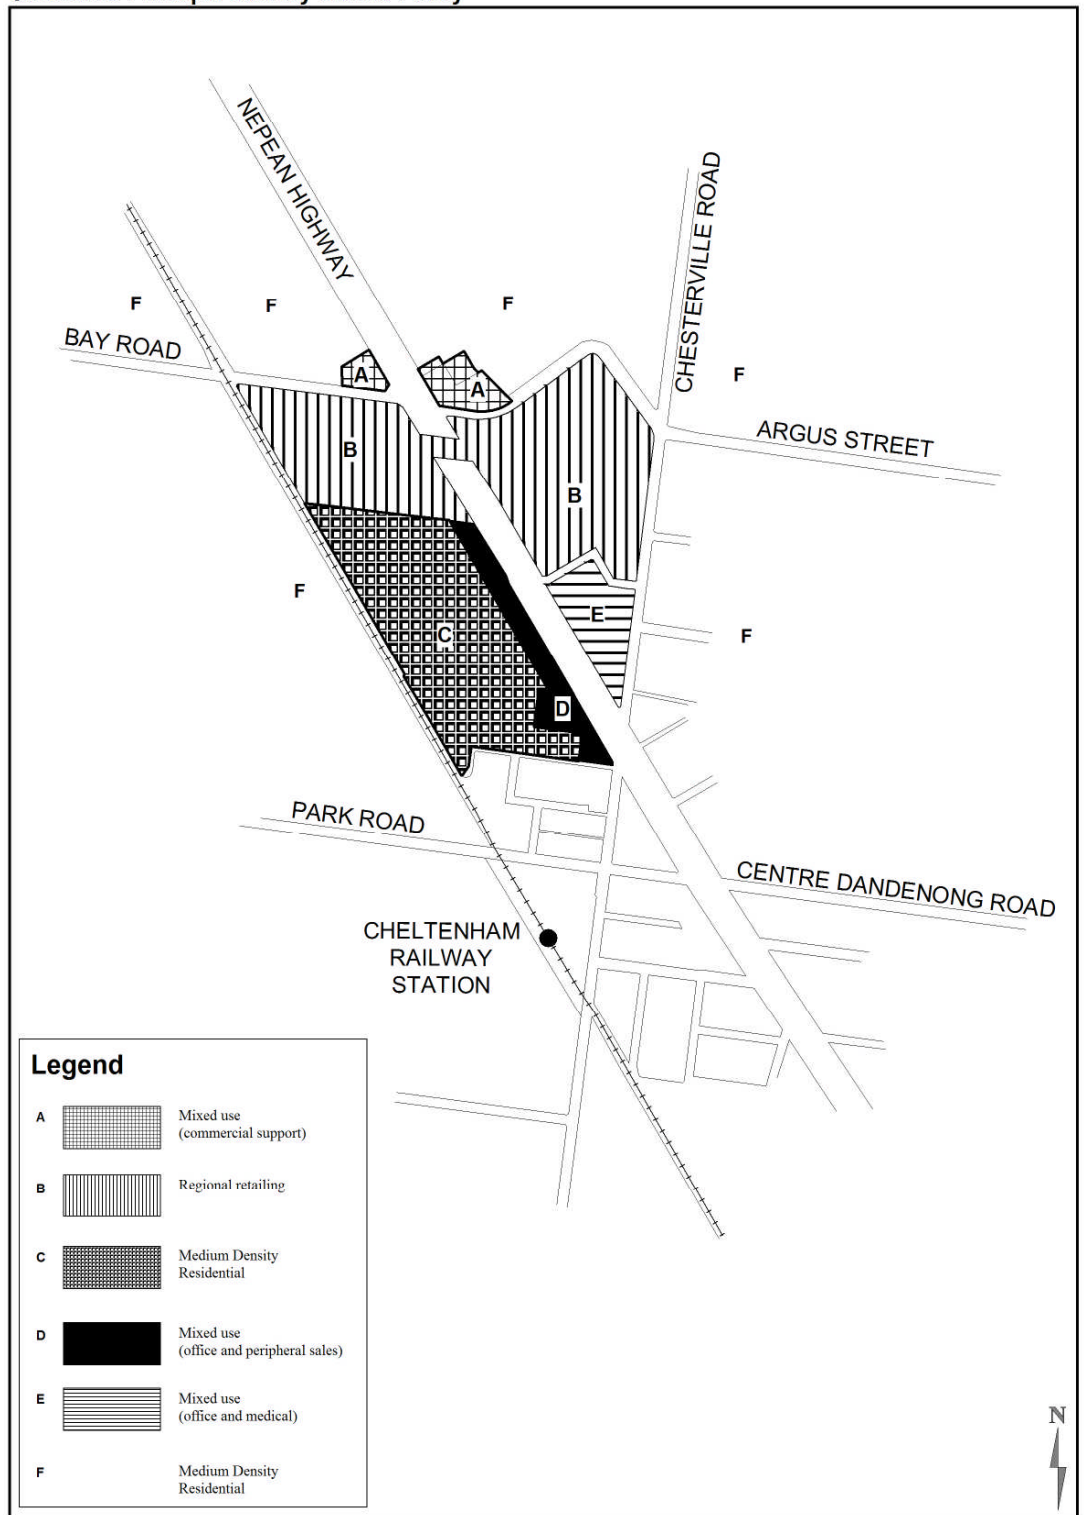 NEPEAN HIGHWAY
CHESTERVILLE ROAD
F
F
F
BAY ROAD
A
A
F
ARGUS STREET
B
B
F
E
C
F
D
PARK ROAD
CENTRE DANDENONG ROAD
CHELTENHAM
RAILWAY
STATION
Legend
A
Mixed use
(commercial support)
B
Regional retailing
C
Medium Density
Residential
D
Mixed use
(office and peripheral sales)
E
Mixed use
(office and medical)
F
Medium Density
Residential
N